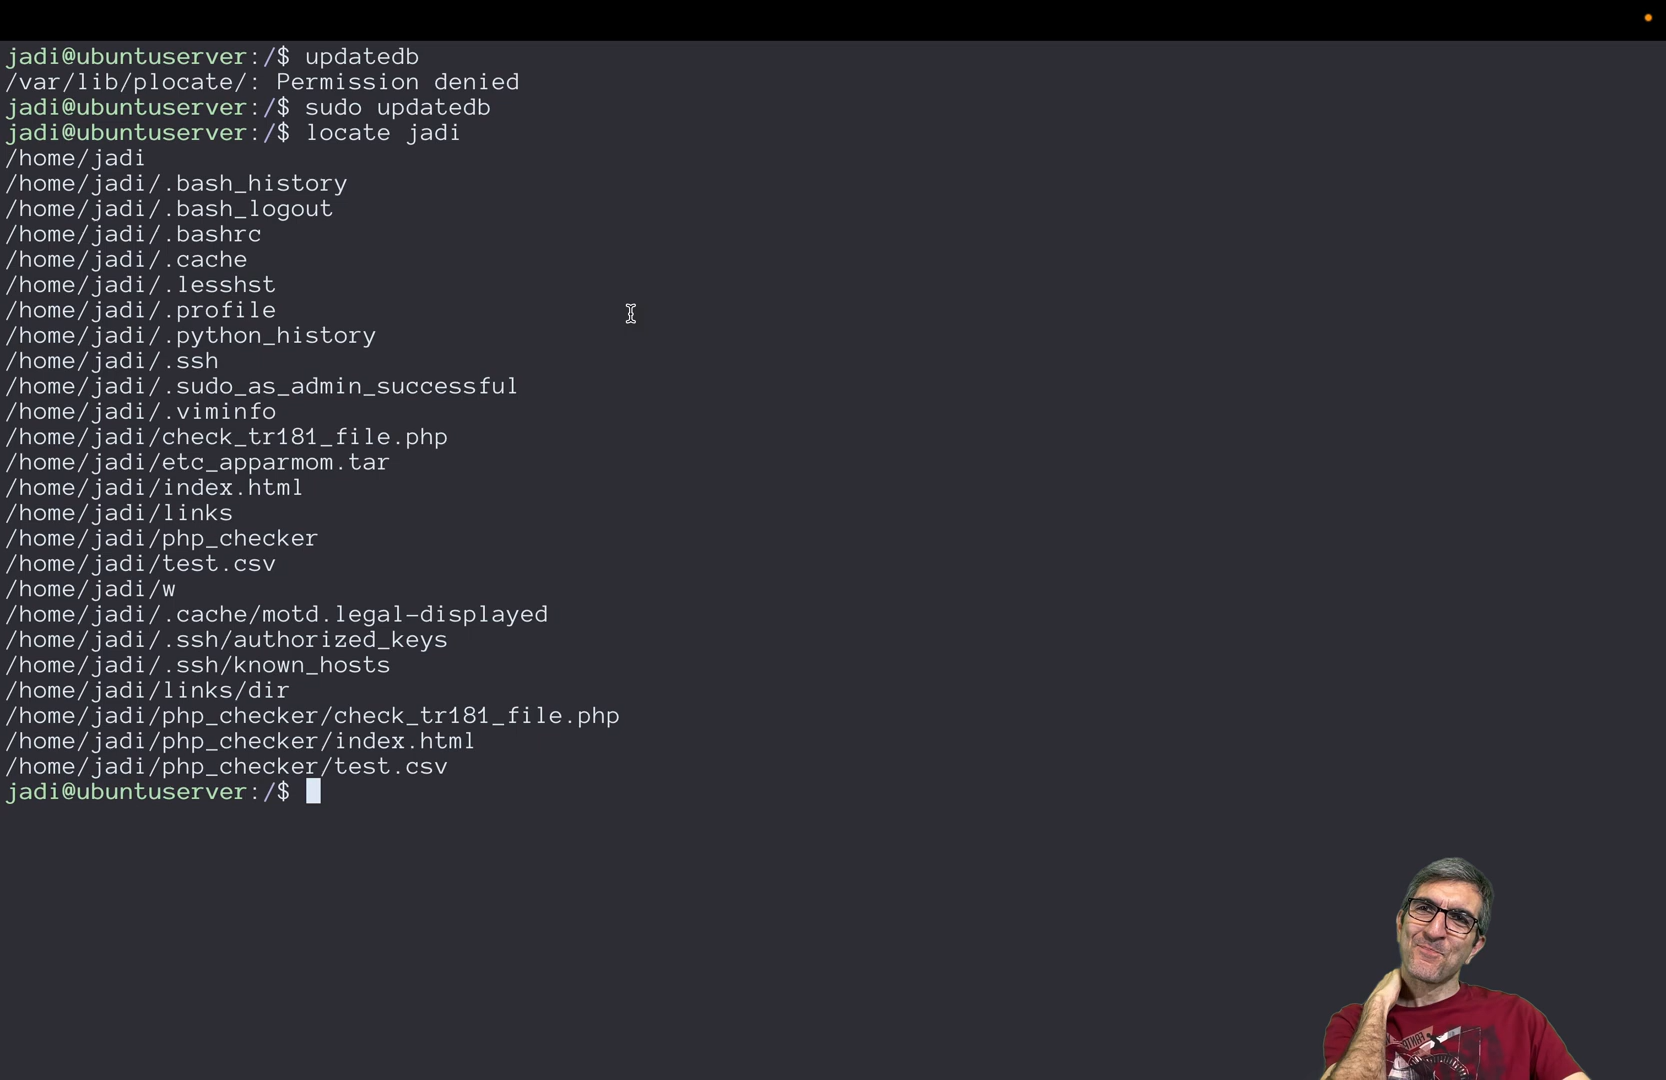 jadi@ubuntuserver:/$ updatedb
/var/lib/plocate/: Permission denied
jadi@ubuntuserver:/$ sudo updatedb
jadi@ubuntuserver:/$ locate jadi
/home/jadi
/home/jadi/.bash_history
/home/jadi/.bash_logout
/home/jadi/.bashrc
/home/jadi/.cache
/home/jadi/.lesshst
/home/jadi/.profile
/home/jadi/.python_history
/home/jadi/.ssh
/home/jadi/.sudo_as_admin_successful
/home/jadi/.viminfo
/home/jadi/check_tr181_file.php
/home/jadi/etc_apparmom.tar
/home/jadi/index.html
/home/jadi/links
/home/jadi/php_checker
/home/jadi/test.csv
/home/jadi/w
/home/jadi/.cache/motd.legal-displayed
/home/jadi/.ssh/authorized_keys
/home/jadi/.ssh/known_hosts
/home/jadi/links/dir
/home/jadi/php_checker/check_tr181_file.php
/home/jadi/php_checker/index.html
/home/jadi/php_checker/test.csv
jadi@ubuntuserver:/$